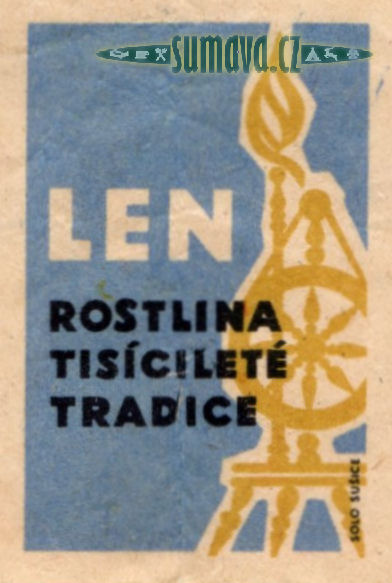 sumava.cz
LEN
ROSTLINA
TISÍCILETÉ
TRADICE
SOLO SUŠICE